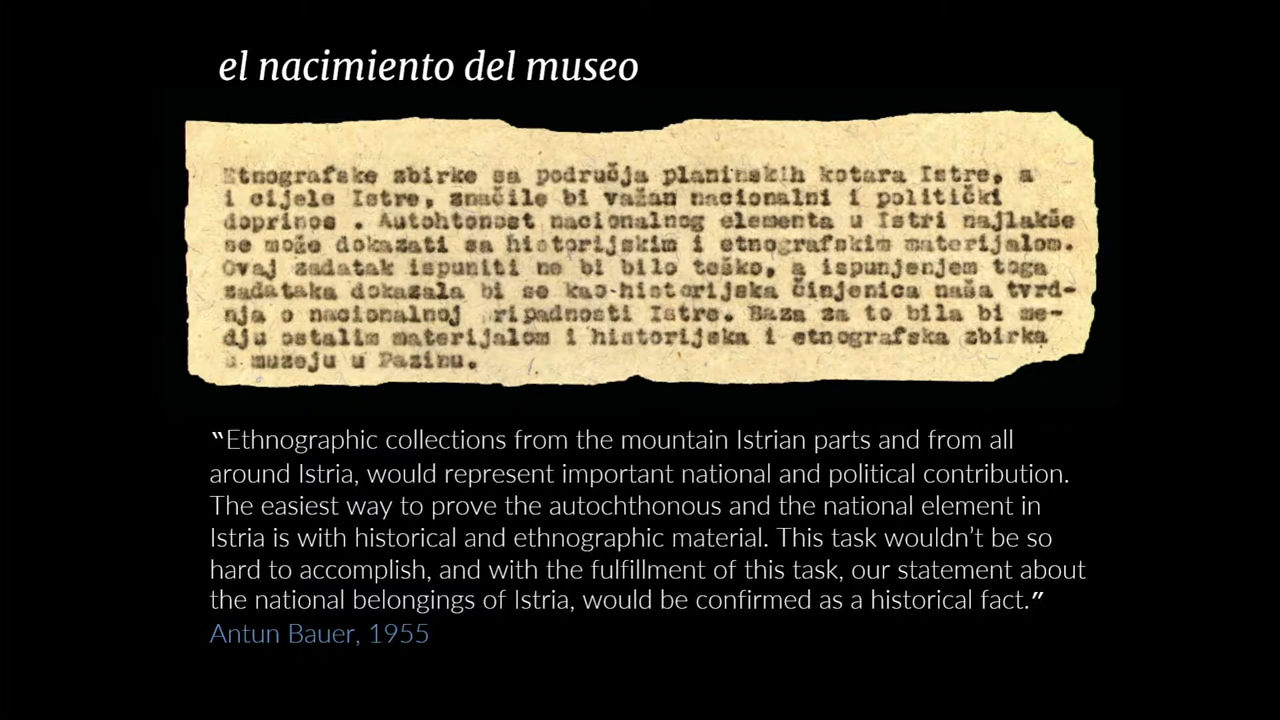 el nacimiento del museo
Etnografske zbirke sa područja planinskih kotara Istre, a
i cijele Istre, značile bi važan nacionalni i politički
doprinos . Autohtonost nacionalnog elementa u Istri najlakše
se može dokazati sa historijskim i etnografskim materijalom.
Ovaj zadatak ispuniti ne bi bilo teško, a ispunjenjem toga
zadataka dokazala bi se kao historijska činjenica naša tvrd-
nja o nacionalnoj ripadnosti Istre. Baza za to bila bi me-
dju ostalim materijalom i historijska i etnografska zbirka
u muzeju u Pazinu.
"Ethnographic collections from the mountain Istrian parts and from all
around Istria, would represent important national and political contribution.
The easiest way to prove the autochthonous and the national element in
Istria is with historical and ethnographic material. This task wouldn't be so
hard to accomplish, and with the fulfillment of this task, our statement about
the national belongings of Istria, would be confirmed as a historical fact."
Antun Bauer, 1955